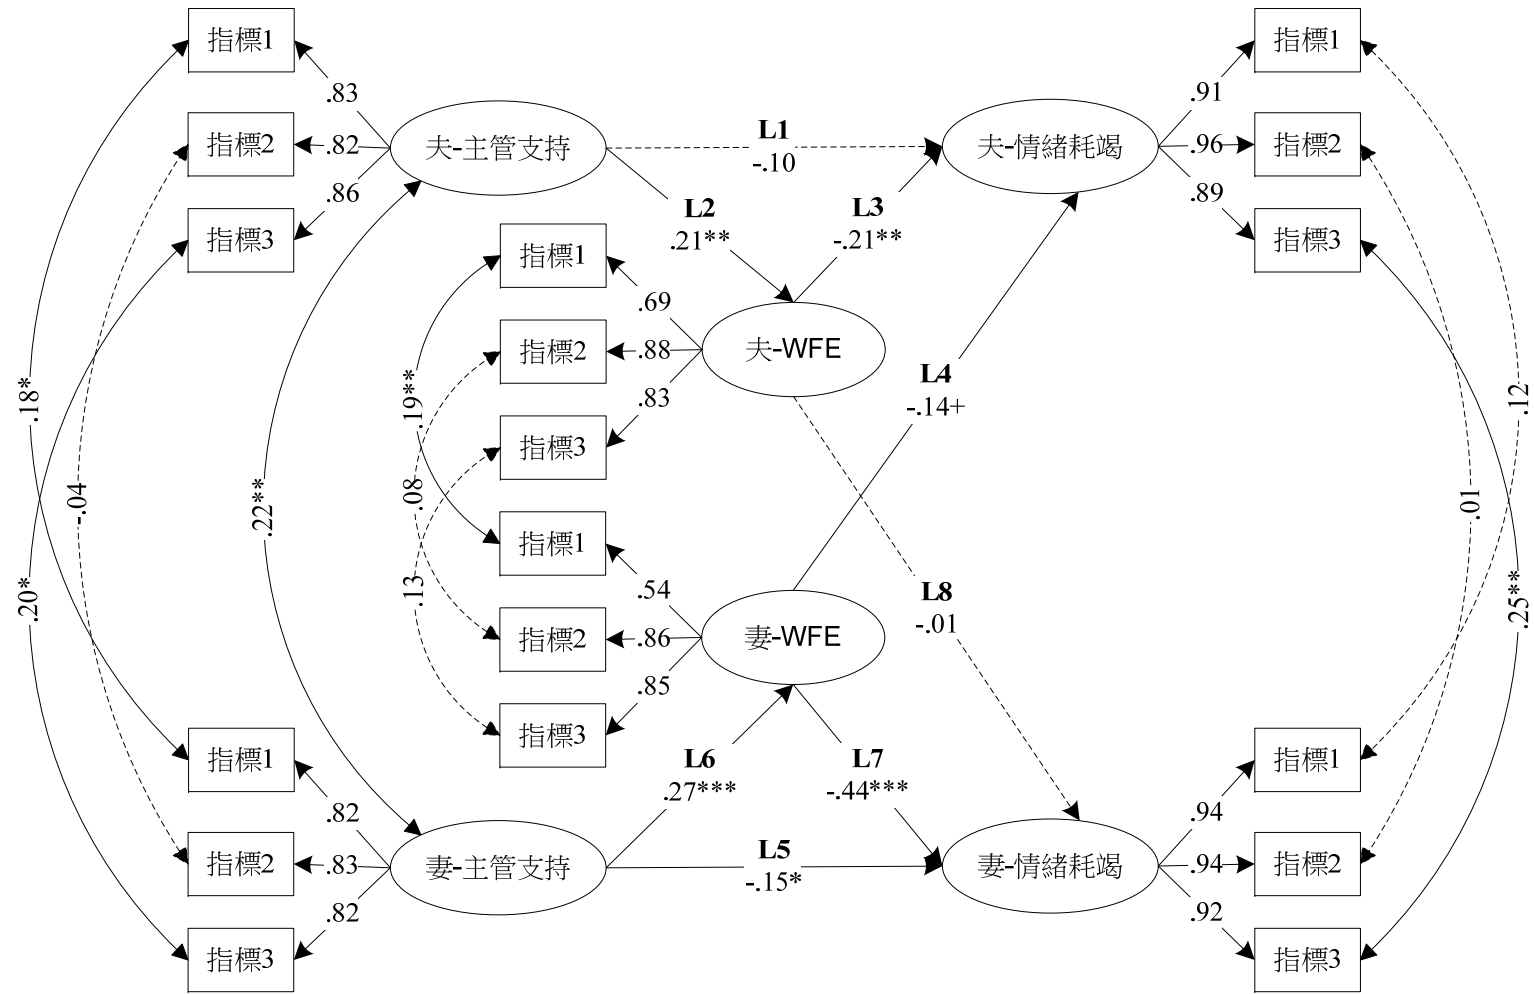 指標1
.83
指標2
.82
指標3
.86
夫-主管支持
L1
-.10
夫-情緒耗竭
.91
指標1
.96
指標2
.89
指標3
L2
.21**
L3
-.21**
指標1
.69
指標2
.88
指標3
.83
夫-WFE
L4
-.14+
.18*
-.04
.20*
.22**
.19**
.08
.13
.12
.01
.25**
指標1
.54
指標2
.86
指標3
.85
妻-WFE
L8
-.01
L6
.27***
L7
-.44***
指標1
.82
指標2
.83
指標3
.82
妻-主管支持
L5
-.15*
妻-情緒耗竭
.94
指標1
.94
指標2
.92
指標3